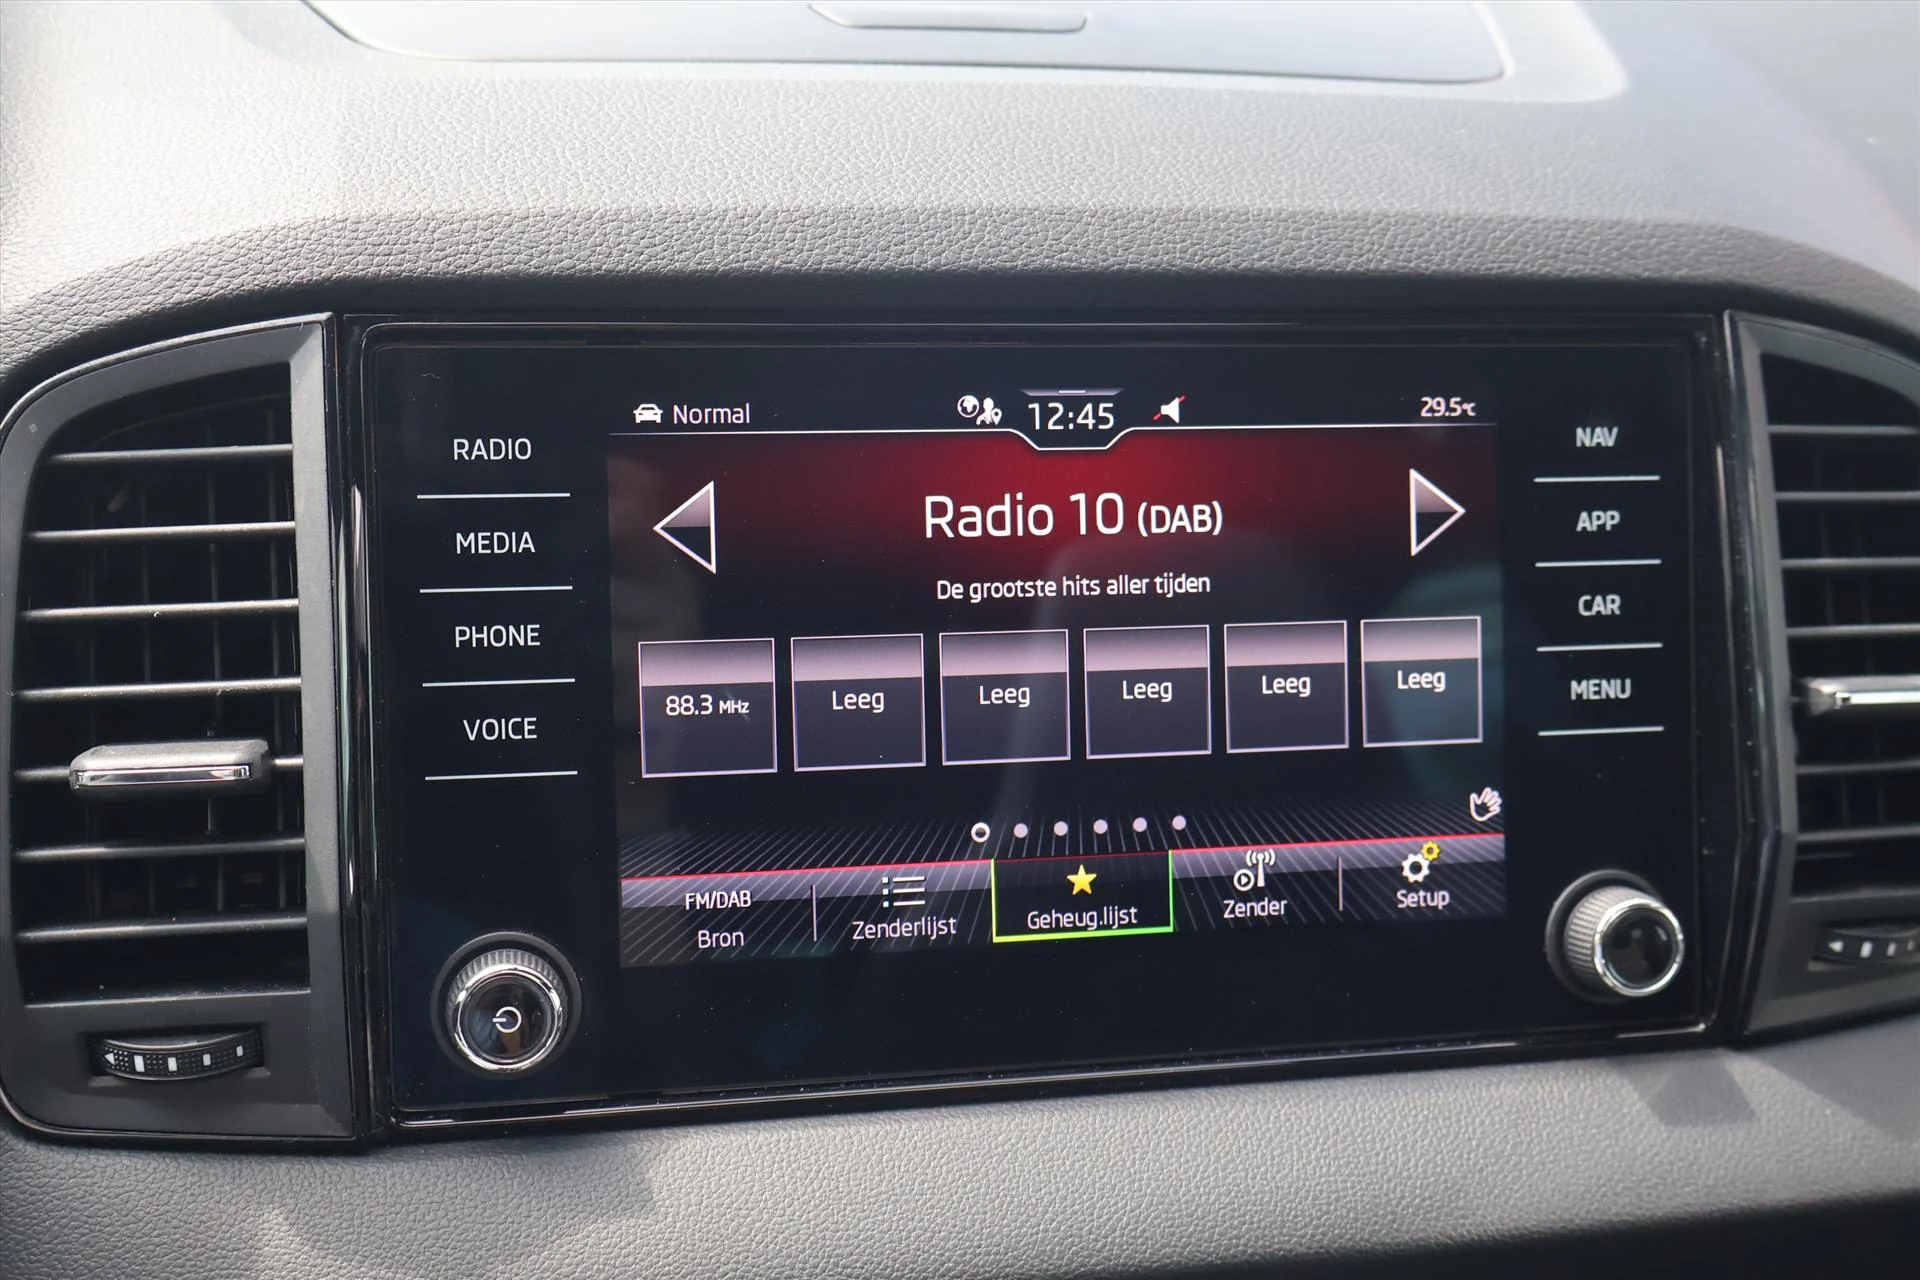 Normal
12:45
29.5°C
RADIO
MEDIA
PHONE
VOICE
Radio 10 (DAB)
De grootste hits aller tijden
88.3 MHz
Leeg
Leeg
Leeg
Leeg
Leeg
FM/DAB
Bron
Zenderlijst
Geheug.lijst
Zender
Setup
NAV
APP
CAR
MENU